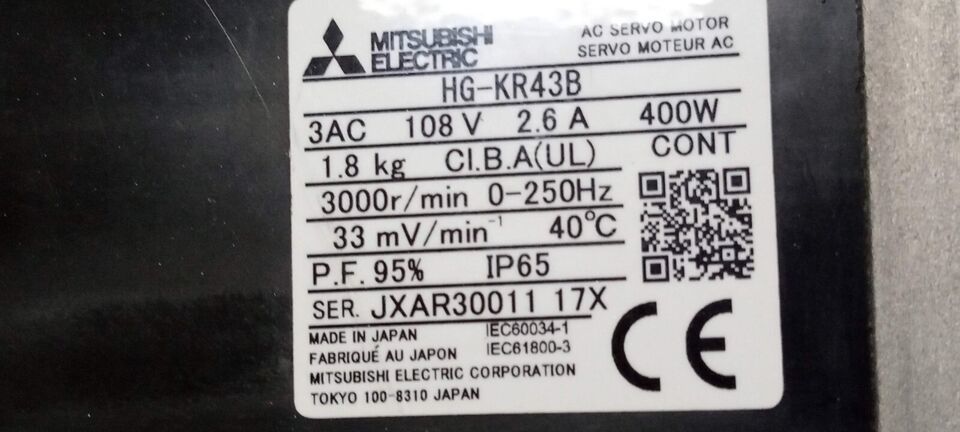 MITSUBISHI ELECTRIC
AC SERVO MOTOR
SERVO MOTEUR AC
HG-KR43B
3AC 108 V 2.6 A 400W
1.8 kg Cl.B.A(UL) CONT
3000r/min 0-250Hz
33 mV/min⁻¹ 40℃
P.F. 95% IP65
SER. JXAR30011 17X
MADE IN JAPAN IEC60034-1
FABRIQUÉ AU JAPON IEC61800-3
MITSUBISHI ELECTRIC CORPORATION
TOKYO 100-8310 JAPAN
CE